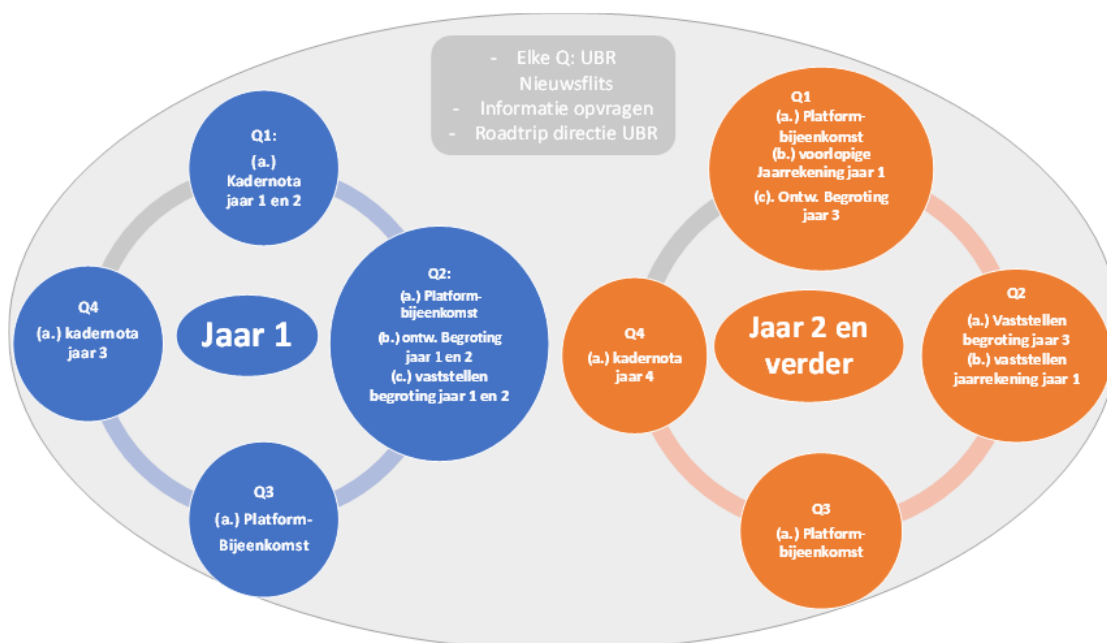 - Elke Q: UBR
Nieuwsflits
- Informatie opvragen
- Roadtrip directie UBR
Q1:
(a.)
Kadernota
jaar 1 en 2
Q2:
(a.) Platform-
bijeenkomst
(b.) ontw. Begroting
jaar 1 en 2
(c.) vaststellen
begroting jaar 1 en 2
Q3
(a.) Platform-
Bijeenkomst
Q4
(a.) kadernota
jaar 3
Jaar 1
Q1
(a.) Platform-
bijeenkomst
(b.) voorlopige
Jaarrekening jaar 1
(c). Ontw. Begroting
jaar 3
Q2
(a.) Vaststellen
begroting jaar 3
(b.) vaststellen
jaarrekening jaar 1
Q3
(a.) Platform-
bijeenkomst
Q4
(a.) kadernota
jaar 4
Jaar 2 en
verder